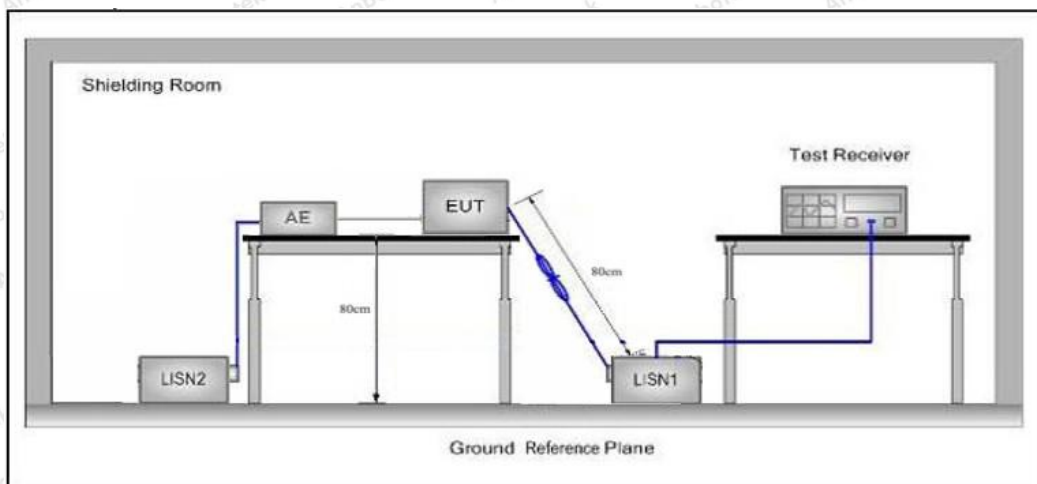 Shielding Room
Test Receiver
AE
EUT
80cm
80cm
LISN2
LISN1
Ground Reference Plane